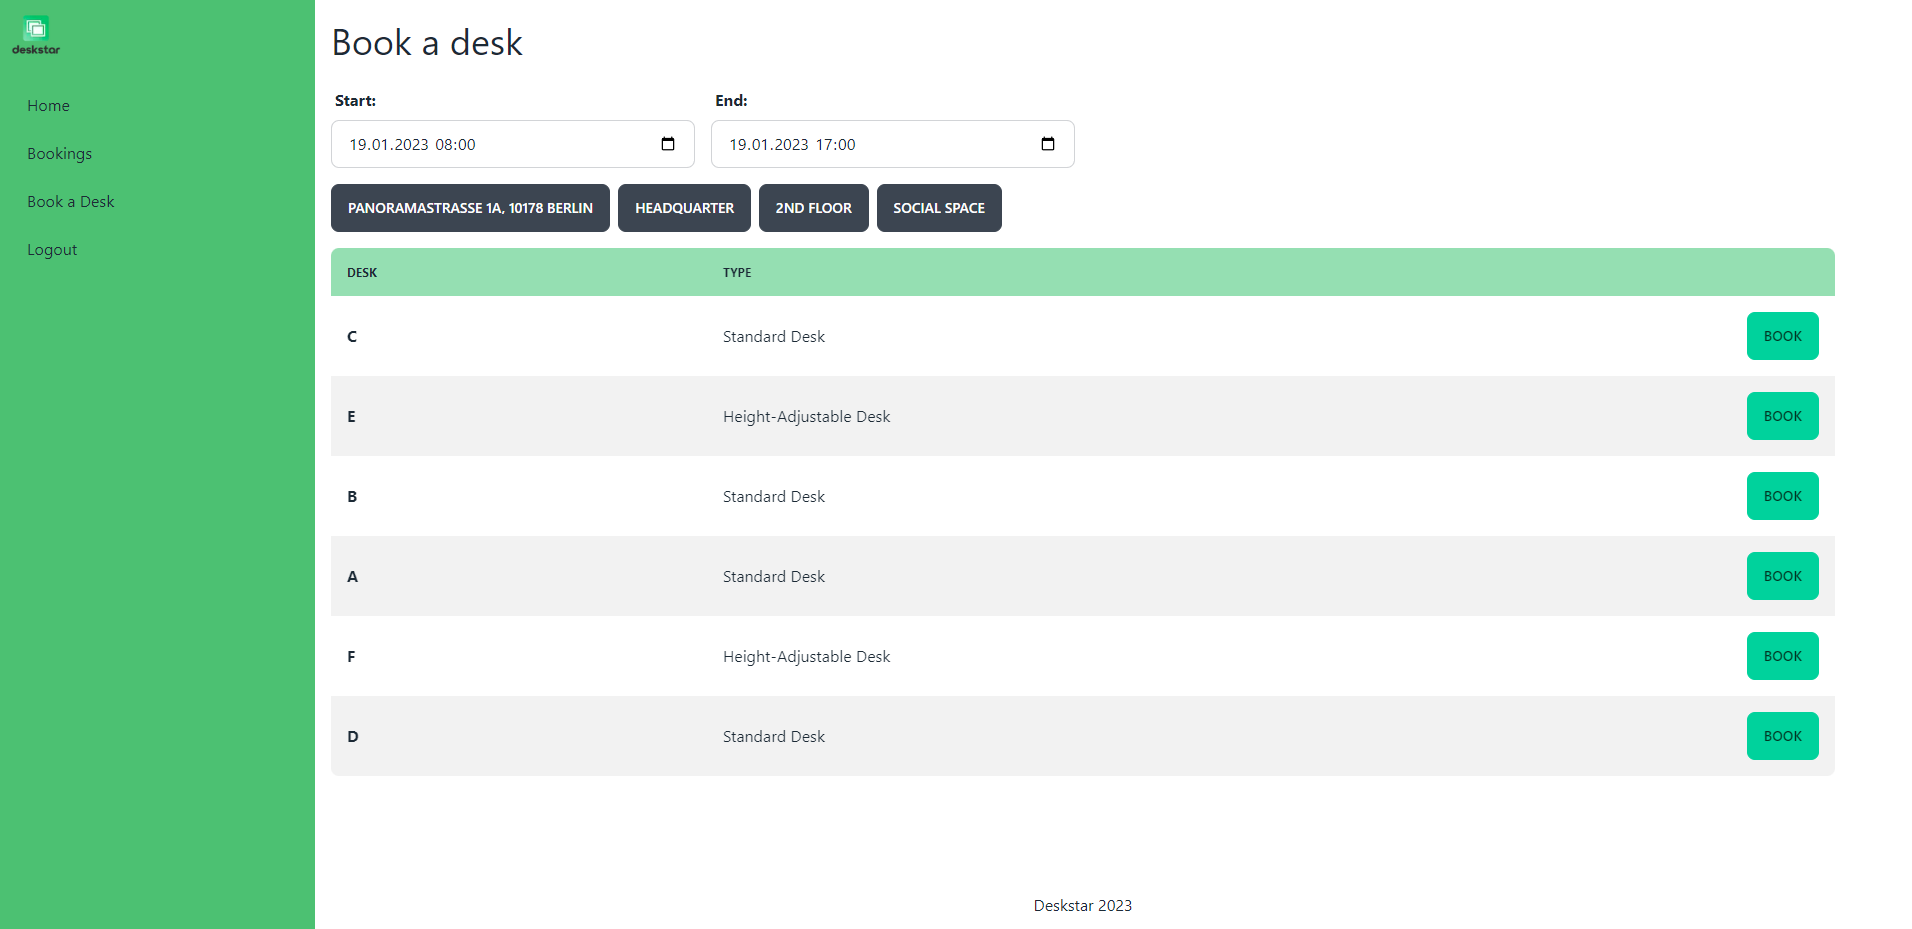 deskstar
Home
Bookings
Book a Desk
Logout
Book a desk
Start: End:
19.01.2023 08:00 19.01.2023 17:00
PANORAMASTRASSE 1A, 10178 BERLIN HEADQUARTER 2ND FLOOR SOCIAL SPACE
DESK TYPE
C Standard Desk BOOK
E Height-Adjustable Desk BOOK
B Standard Desk BOOK
A Standard Desk BOOK
F Height-Adjustable Desk BOOK
D Standard Desk BOOK
Deskstar 2023